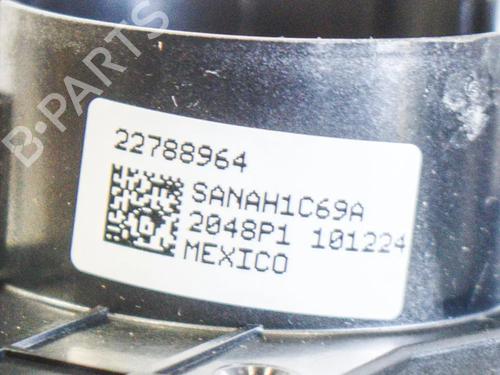 B-PARTS
22788964
SANAH1C69A
2048P1 101224
MEXICO